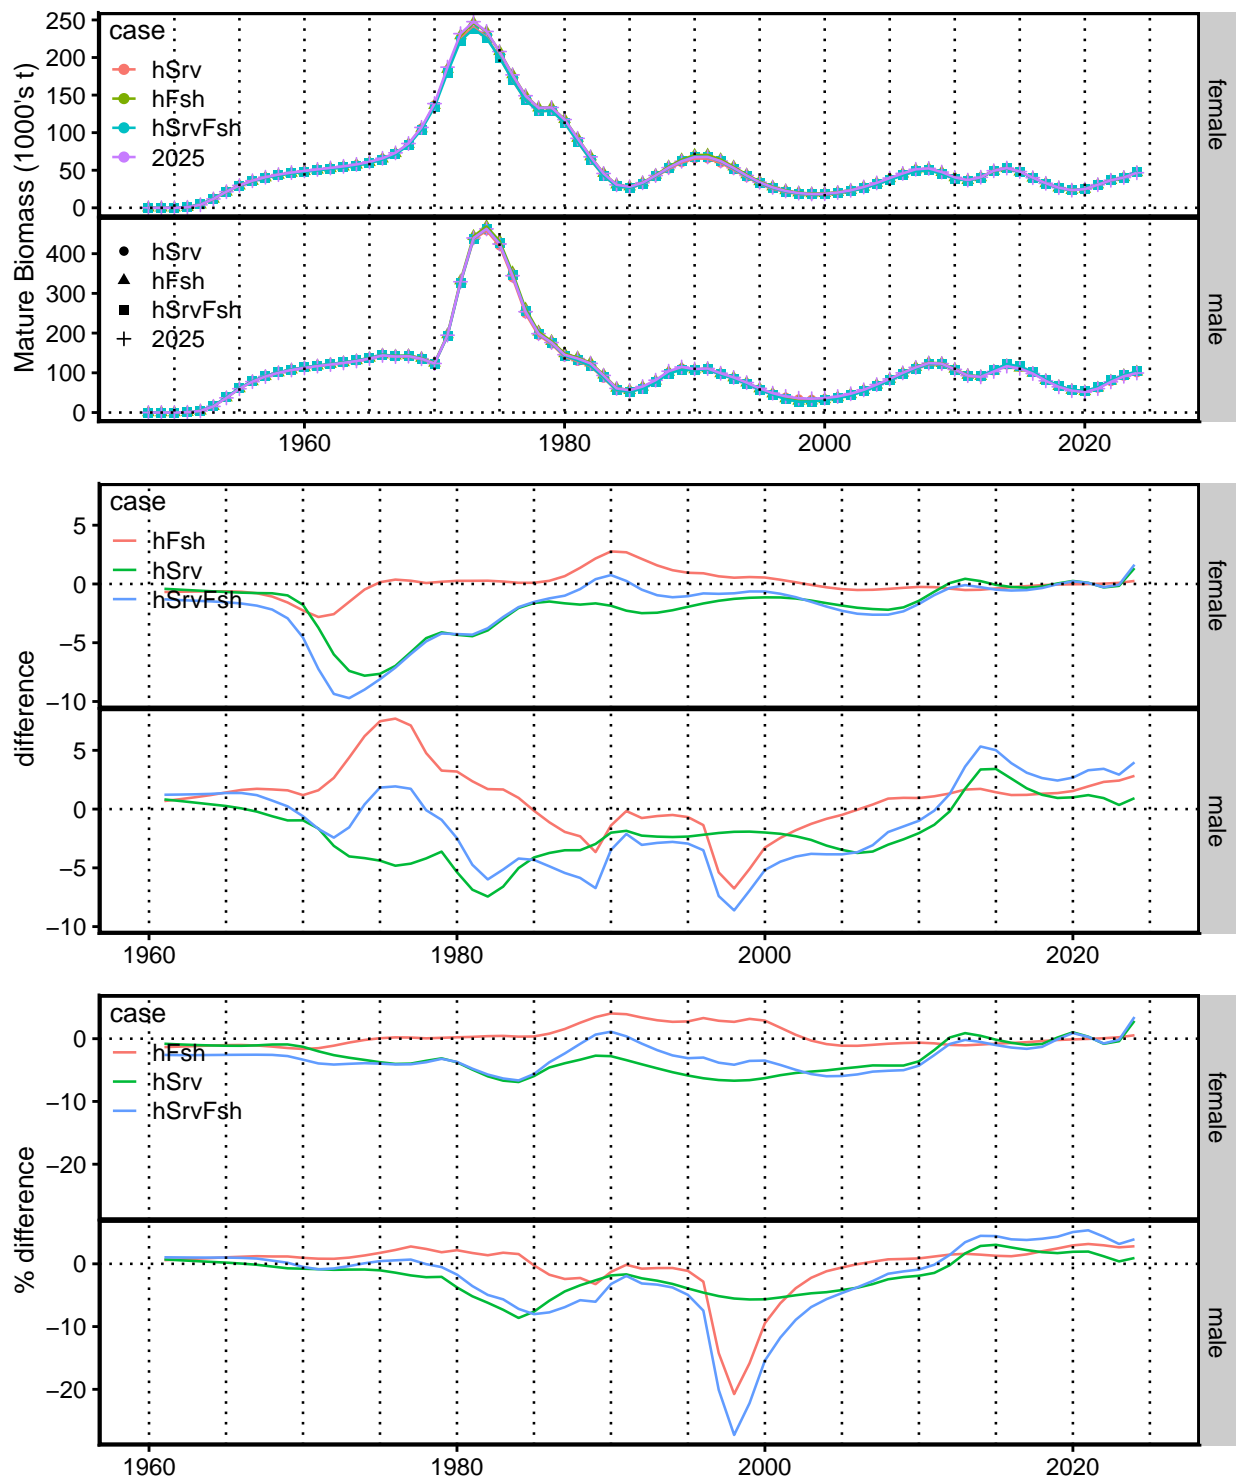 Mature Biomass (1000's t)
case
hSrv
hFsh
hSrvFsh
2025
250
200
150
100
50
0
female
hSrv
hFsh
hSrvFsh
2025
400
300
200
100
0
male
1960 1980 2000 2020
difference
case
hFsh
hSrv
hSrvFsh
5
0
−5
−10
female
5
0
−5
−10
male
1960 1980 2000 2020
% difference
case
hFsh
hSrv
hSrvFsh
0
−10
−20
female
0
−10
−20
male
1960 1980 2000 2020